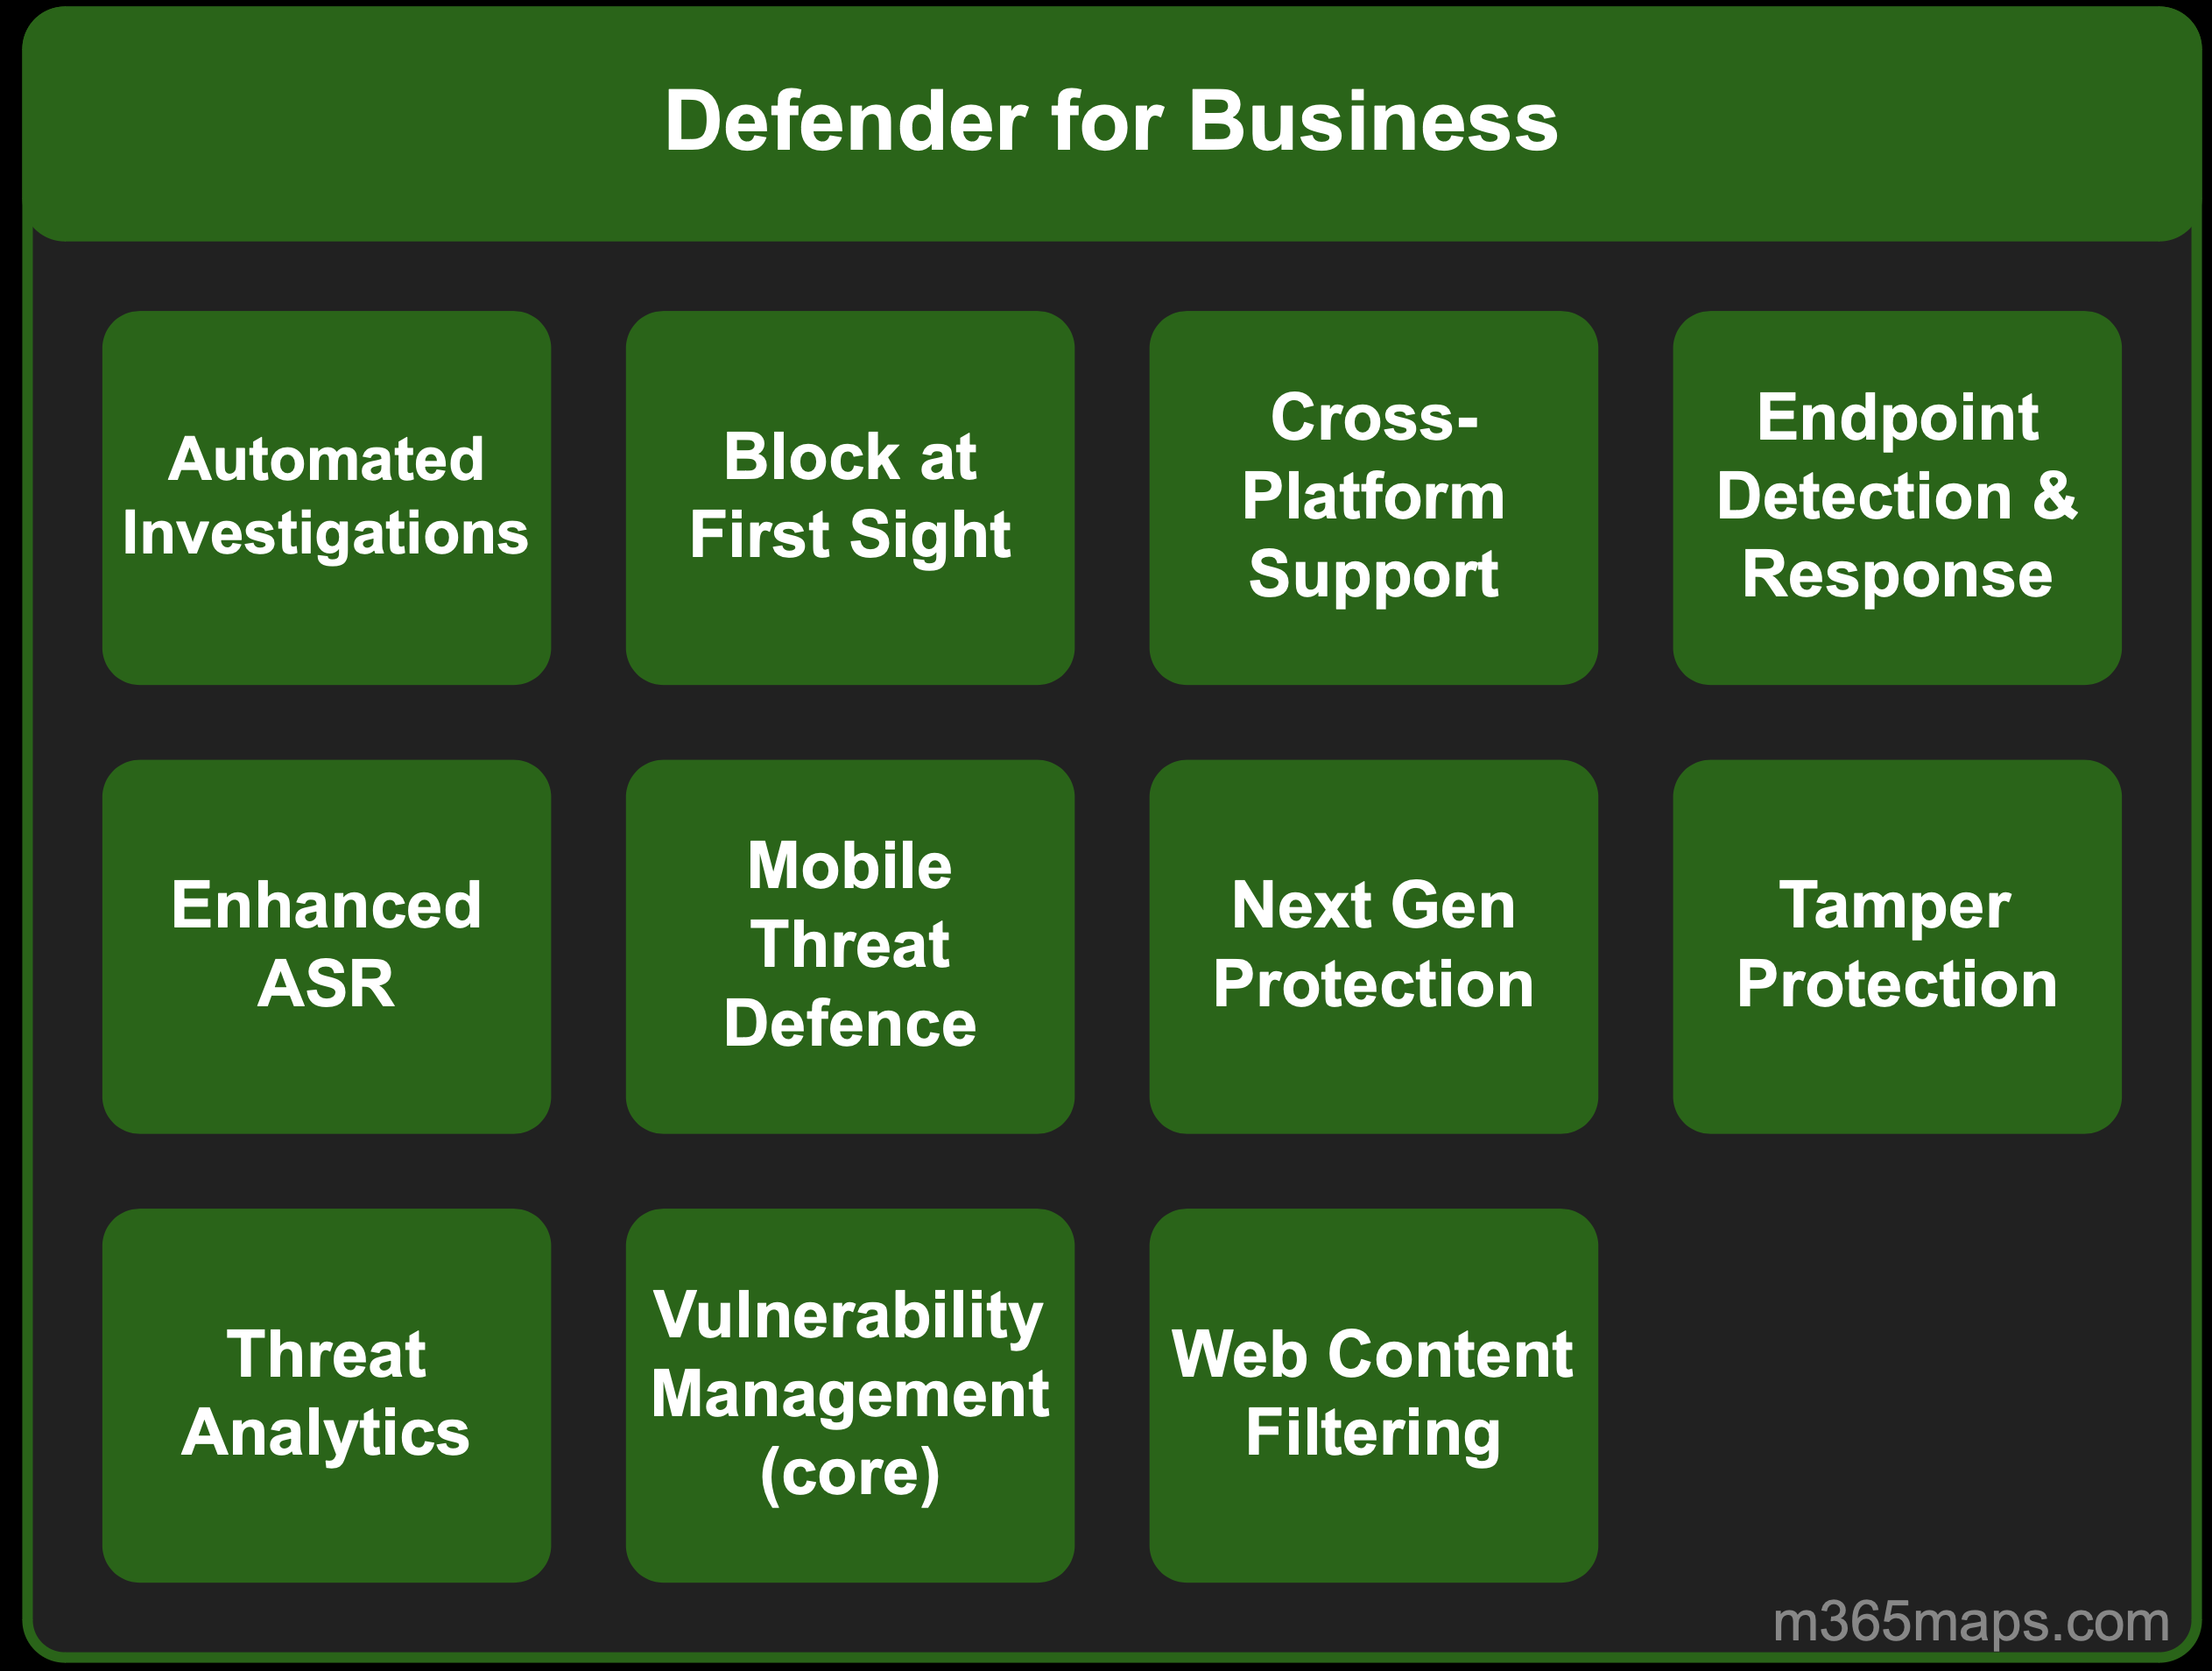 Defender for Business
Automated
Investigations
Block at
First Sight
Cross-
Platform
Support
Endpoint
Detection &
Response
Enhanced
ASR
Mobile
Threat
Defence
Next Gen
Protection
Tamper
Protection
Threat
Analytics
Vulnerability
Management
(core)
Web Content
Filtering
m365maps.com